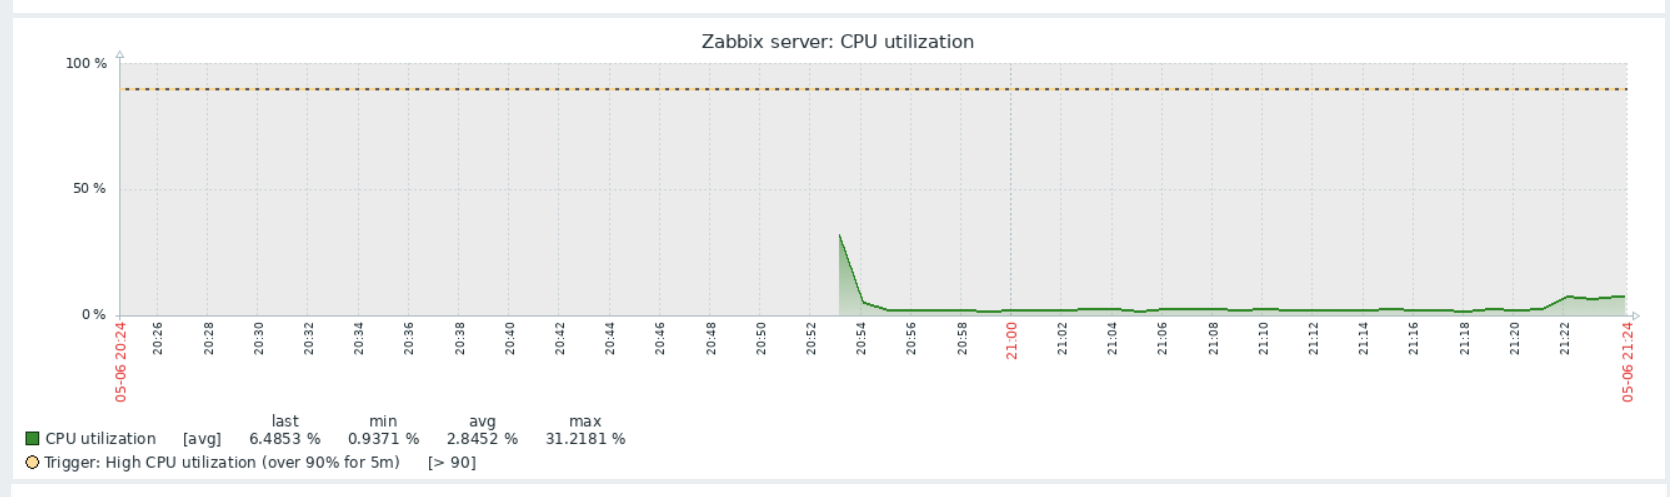 Zabbix server: CPU utilization
100 %
50 %
0 %
05-06 20:24 20:26 20:28 20:30 20:32 20:34 20:36 20:38 20:40 20:42 20:44 20:46 20:48 20:50 20:52 20:54 20:56 20:58 21:00 21:02 21:04 21:06 21:08 21:10 21:12 21:14 21:16 21:18 21:20 21:22 05-06 21:24
last min avg max
CPU utilization [avg] 6.4853 % 0.9371 % 2.8452 % 31.2181 %
Trigger: High CPU utilization (over 90% for 5m) [> 90]